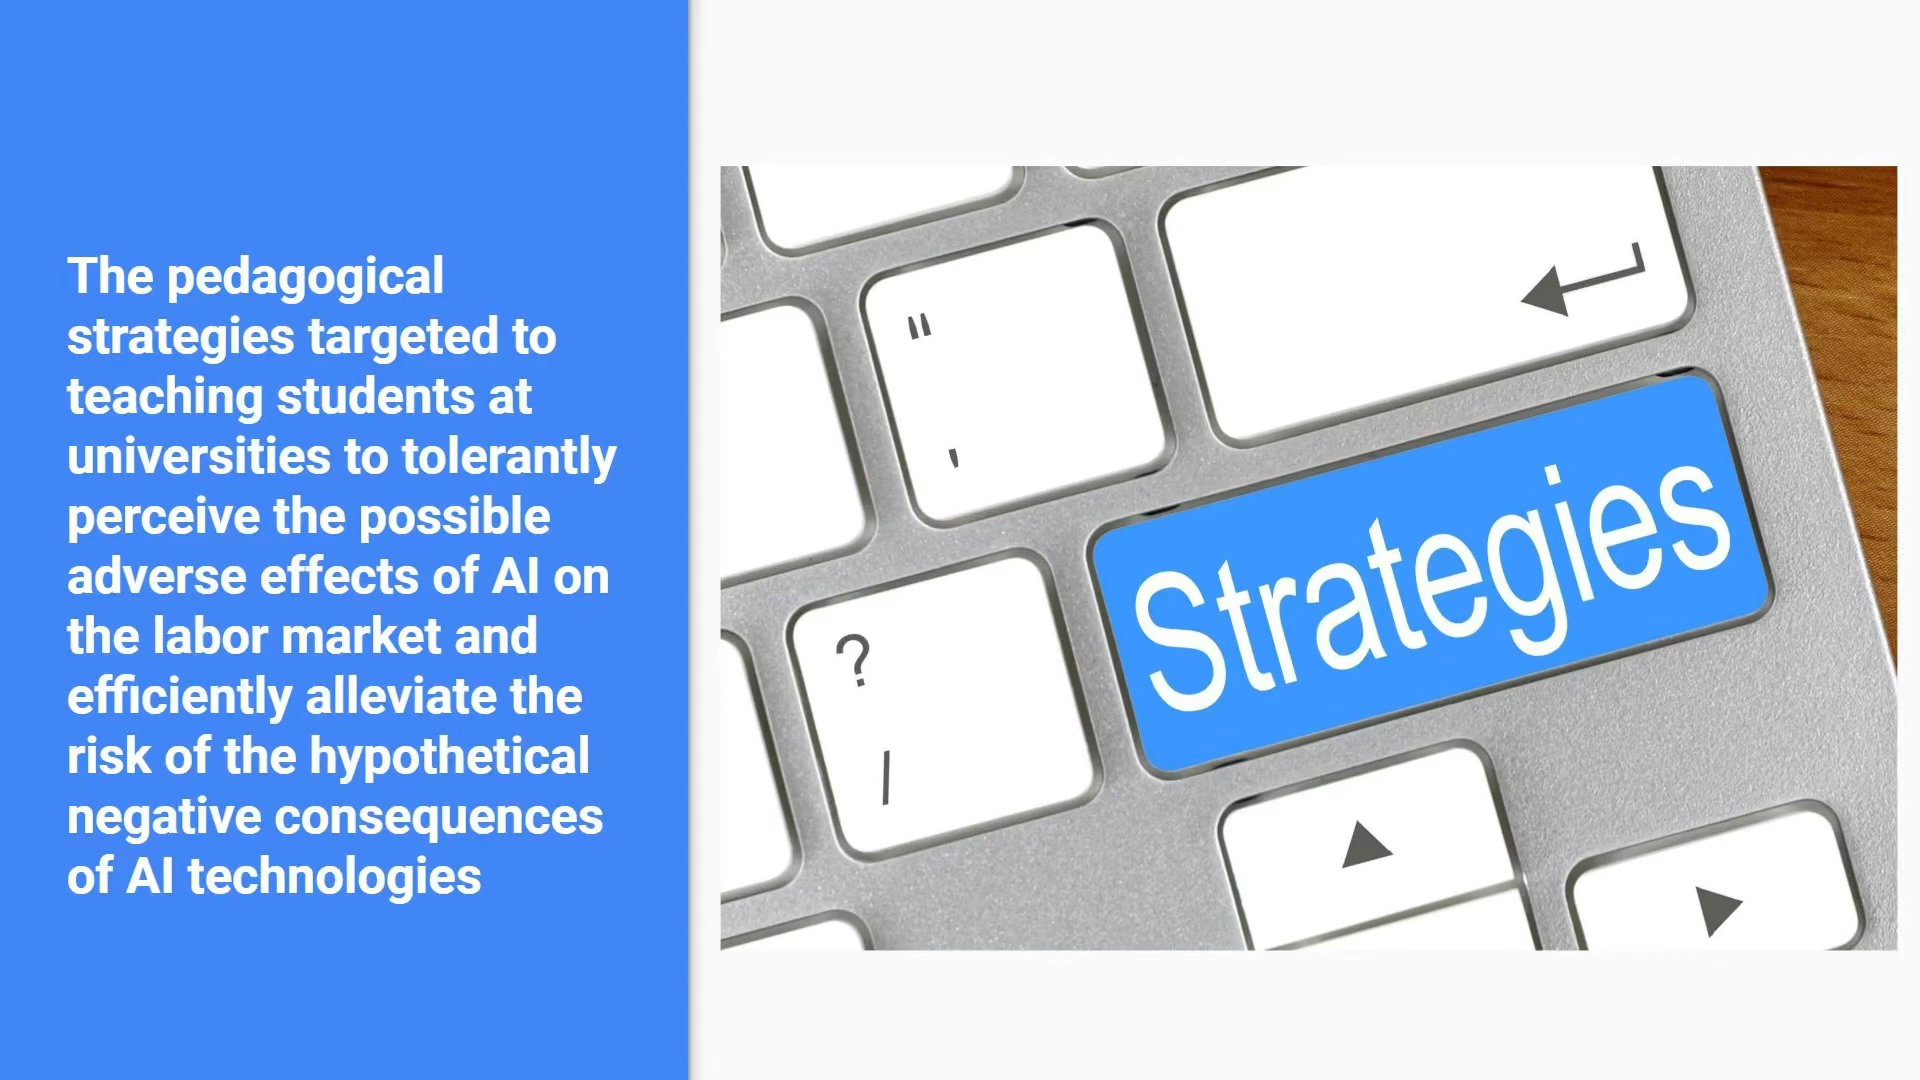 The pedagogical
strategies targeted to
teaching students at
universities to tolerantly
perceive the possible
adverse effects of AI on
the labor market and
efficiently alleviate the
risk of the hypothetical
negative consequences
of AI technologies
"
'
Strategies
?
/